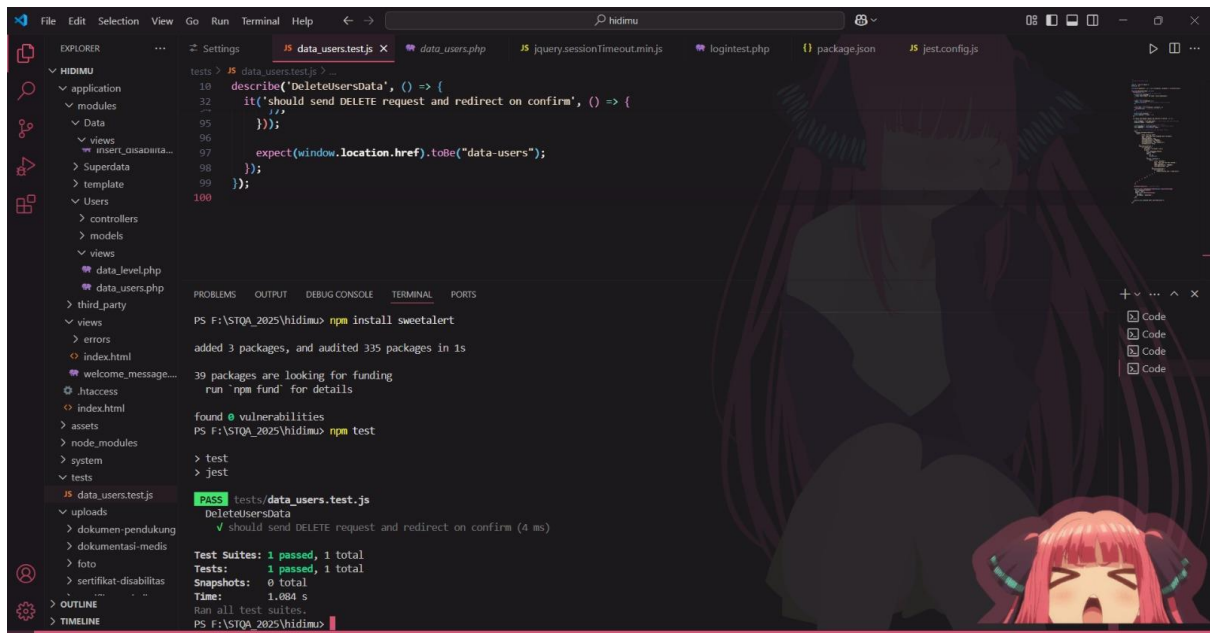 File Edit Selection View Go Run Terminal Help
hidimu
EXPLORER
Settings
JS data_users.test.js
data_users.php
JS jquery.sessionTimeout.min.js
logintest.php
{} package.json
JS jest.config.js
HIDIMU
application
modules
Data
views
insert_disabilita...
Superdata
template
Users
controllers
models
views
data_level.php
data_users.php
third_party
views
errors
index.html
welcome_message....
.htaccess
index.html
assets
node_modules
system
tests
JS data_users.test.js
uploads
dokumen-pendukung
dokumentasi-medis
foto
sertifikat-disabilitas
OUTLINE
TIMELINE
tests > JS data_users.test.js > ...
10 describe('DeleteUsersData', () => {
32 it('should send DELETE request and redirect on confirm', () => {
95 }));
96
97 expect(window.location.href).toBe("data-users");
98 });
99 });
100
PROBLEMS OUTPUT DEBUG CONSOLE TERMINAL PORTS
PS F:\STQA_2025\hidimu> npm install sweetalert
added 3 packages, and audited 335 packages in 1s
39 packages are looking for funding
run `npm fund` for details
found 0 vulnerabilities
PS F:\STQA_2025\hidimu> npm test
> test
> jest
PASS tests/data_users.test.js
DeleteUsersData
√ should send DELETE request and redirect on confirm (4 ms)
Test Suites: 1 passed, 1 total
Tests: 1 passed, 1 total
Snapshots: 0 total
Time: 1.084 s
Ran all test suites.
PS F:\STQA_2025\hidimu>
Code
Code
Code
Code